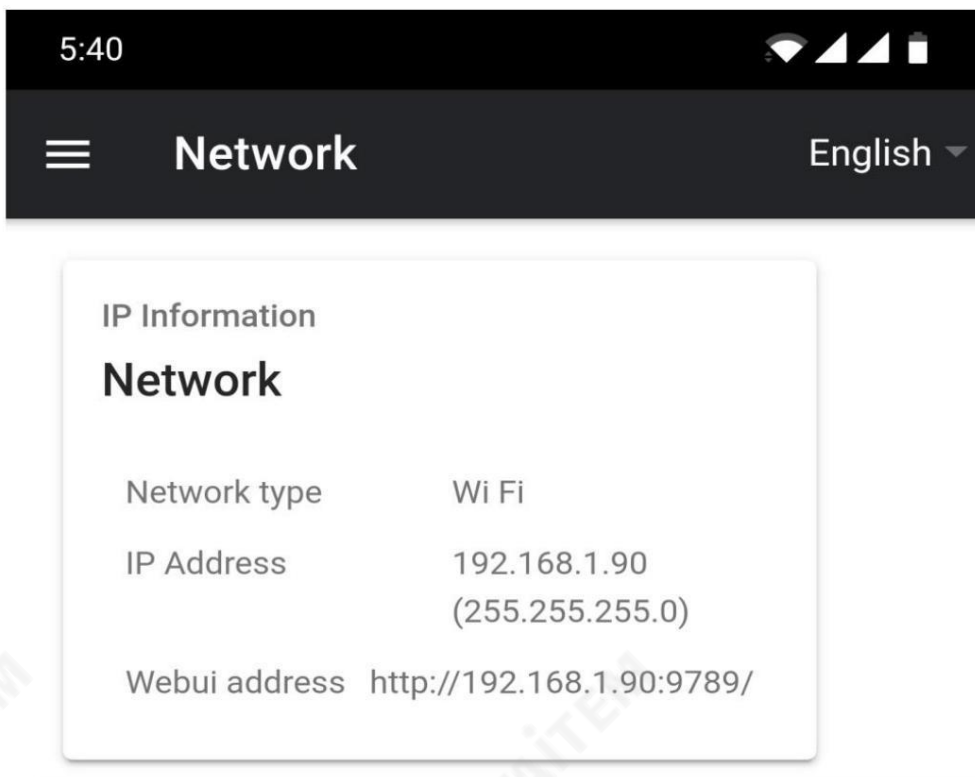 5:40
Network
English
IP Information
Network
Network type Wi Fi
IP Address 192.168.1.90
(255.255.255.0)
Webui address http://192.168.1.90:9789/